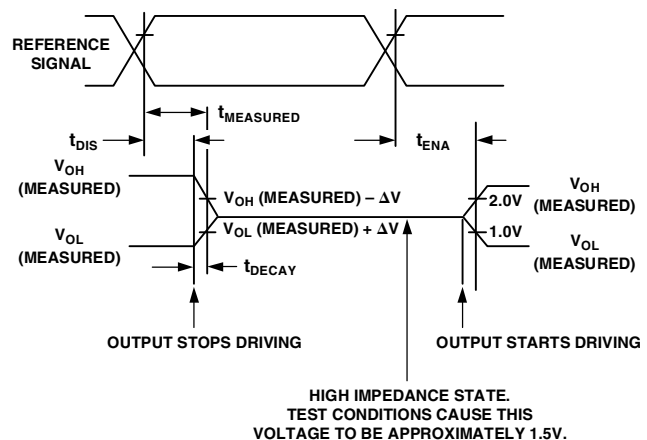 REFERENCE
SIGNAL
tMEASURED
tDIS
tENA
VOH
(MEASURED)
VOH (MEASURED) – ΔV
2.0V
VOH
(MEASURED)
VOL
(MEASURED)
VOL (MEASURED) + ΔV
1.0V
VOL
(MEASURED)
tDECAY
OUTPUT STOPS DRIVING
OUTPUT STARTS DRIVING
HIGH IMPEDANCE STATE.
TEST CONDITIONS CAUSE THIS
VOLTAGE TO BE APPROXIMATELY 1.5V.